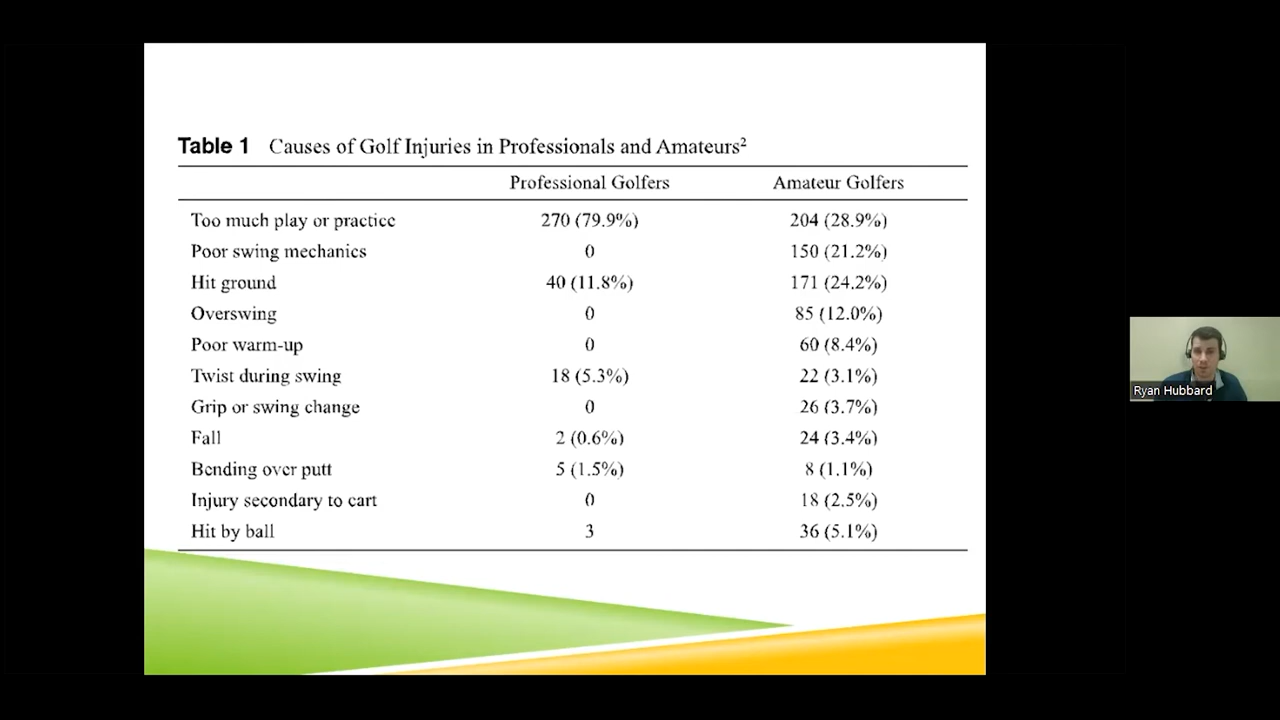 Table 1 Causes of Golf Injuries in Professionals and Amateurs²
Professional Golfers Amateur Golfers
Too much play or practice 270 (79.9%) 204 (28.9%)
Poor swing mechanics 0 150 (21.2%)
Hit ground 40 (11.8%) 171 (24.2%)
Overswing 0 85 (12.0%)
Poor warm-up 0 60 (8.4%)
Twist during swing 18 (5.3%) 22 (3.1%)
Grip or swing change 0 26 (3.7%)
Fall 2 (0.6%) 24 (3.4%)
Bending over putt 5 (1.5%) 8 (1.1%)
Injury secondary to cart 0 18 (2.5%)
Hit by ball 3 36 (5.1%)
Ryan Hubbard